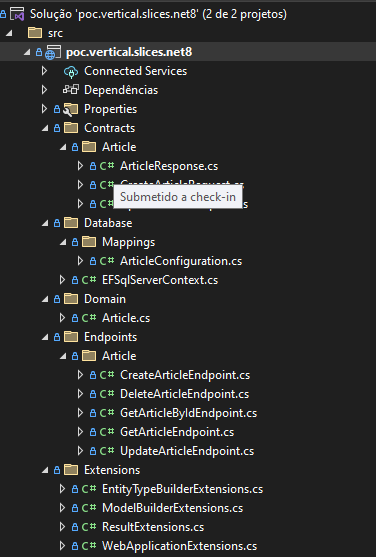 Solução 'poc.vertical.slices.net8' (2 de 2 projetos)
src
poc.vertical.slices.net8
Connected Services
Dependências
Properties
Contracts
Article
C# ArticleResponse.cs
C# CreateArticleRequest.cs
Submetido a check-in
Database
Mappings
C# ArticleConfiguration.cs
C# EFSqlServerContext.cs
Domain
C# Article.cs
Endpoints
Article
C# CreateArticleEndpoint.cs
C# DeleteArticleEndpoint.cs
C# GetArticleByIdEndpoint.cs
C# GetArticleEndpoint.cs
C# UpdateArticleEndpoint.cs
Extensions
C# EntityTypeBuilderExtensions.cs
C# ModelBuilderExtensions.cs
C# ResultExtensions.cs
C# WebApplicationExtensions.cs